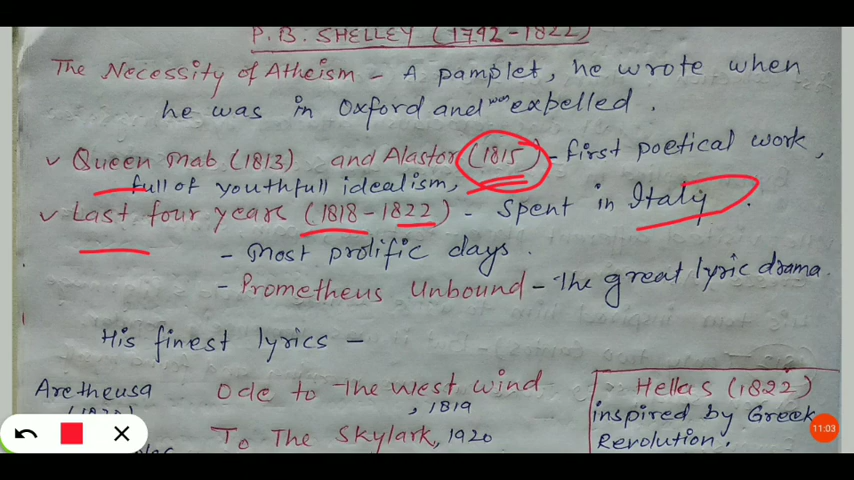 P. B. SHELLEY (1792-1822)
The Necessity of Atheism - A pamplet, he wrote when
he was in Oxford and was expelled.
✓ Queen Mab (1813) and Alastor (1815) - first poetical work,
full of youthfull idealism,
✓ Last four years (1818-1822) - Spent in Italy.
- Most prolific days.
- Prometheus Unbound - The great lyric drama.
His finest lyrics -
Aretheusa
Ode to The West Wind
, 1819
To The Skylark, 1920
Hellas (1822)
inspired by Greek
Revolution.
11:03